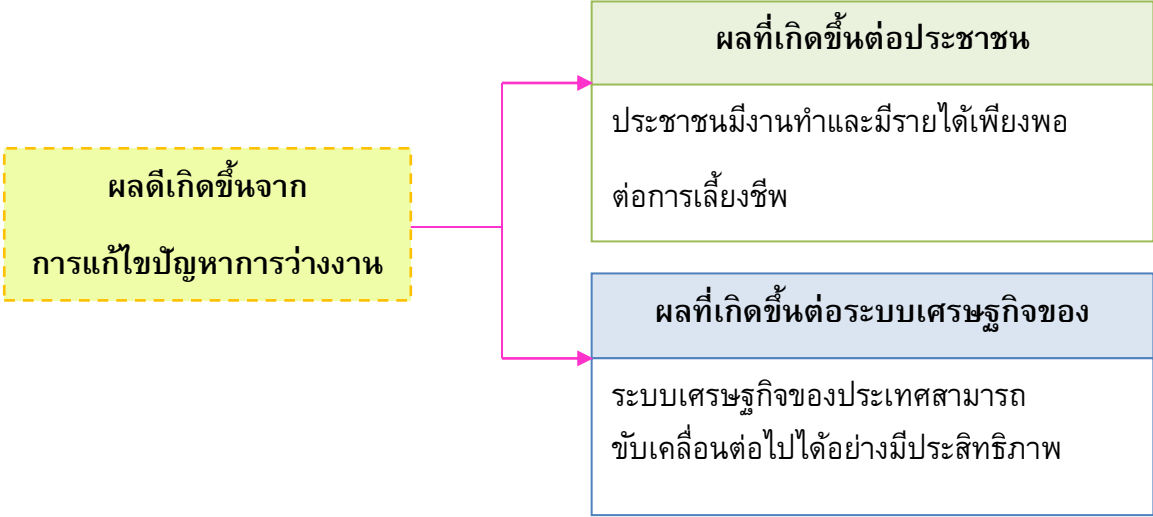 ผลที่เกิดขึ้นต่อประชาชน
ประชาชนมีงานทำและมีรายได้เพียงพอ
ต่อการเลี้ยงชีพ
ผลดีเกิดขึ้นจาก
การแก้ไขปัญหาการว่างงาน
ผลที่เกิดขึ้นต่อระบบเศรษฐกิจของ
ระบบเศรษฐกิจของประเทศสามารถ
ขับเคลื่อนต่อไปได้อย่างมีประสิทธิภาพ